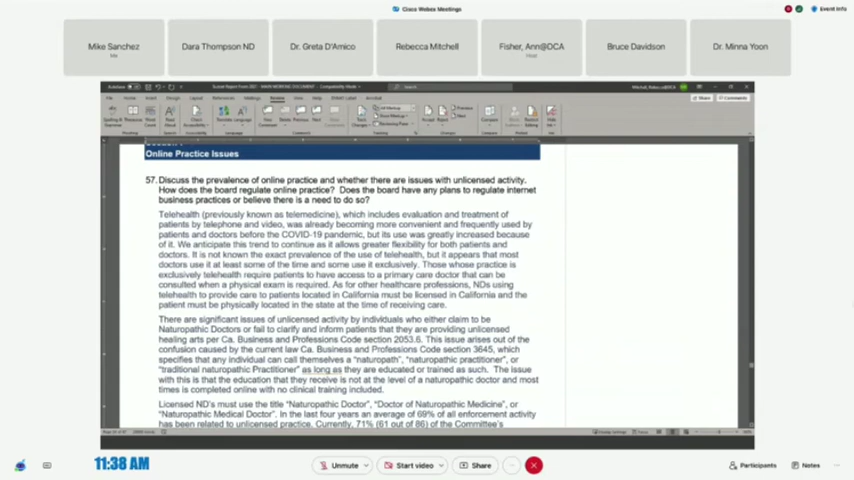 Cisco Webex Meetings
Event Info
Mike Sanchez
Me
Dara Thompson ND
Dr. Greta D'Amico
Rebecca Mitchell
Fisher, Ann@DCA
Host
Bruce Davidson
Dr. Minna Yoon
Online Practice Issues
57. Discuss the prevalence of online practice and whether there are issues with unlicensed activity.
How does the board regulate online practice? Does the board have any plans to regulate internet
business practices or believe there is a need to do so?
Telehealth (previously known as telemedicine), which includes evaluation and treatment of
patients by telephone and video, was already becoming more convenient and frequently used by
patients and doctors before the COVID-19 pandemic, but its use was greatly increased because
of it. We anticipate this trend to continue as it allows greater flexibility for both patients and
doctors. It is not known the exact prevalence of the use of telehealth, but it appears that most
doctors use it at least some of the time and some use it exclusively. Those whose practice is
exclusively telehealth require patients to have access to a primary care doctor that can be
consulted when a physical exam is required. As for other healthcare professions, NDs using
telehealth to provide care to patients located in California must be licensed in California and the
patient must be physically located in the state at the time of receiving care.
There are significant issues of unlicensed activity by individuals who either claim to be
Naturopathic Doctors or fail to clarify and inform patients that they are providing unlicensed
healing arts per Ca. Business and Professions Code section 2053.6. This issue arises out of the
confusion caused by the current law Ca. Business and Professions Code section 3645, which
specifies that any individual can call themselves a "naturopath", "naturopathic practitioner", or
"traditional naturopathic Practitioner" as long as they are educated or trained as such. The issue
with this is that the education that they receive is not at the level of a naturopathic doctor and most
times is completed online with no clinical training included.
Licensed ND's must use the title "Naturopathic Doctor", "Doctor of Naturopathic Medicine", or
"Naturopathic Medical Doctor". In the last four years an average of 69% of all enforcement activity
has been related to unlicensed practice. Currently, 71% (61 out of 86) of the Committee's
11:38 AM
Unmute
Start video
Share
Participants
Notes